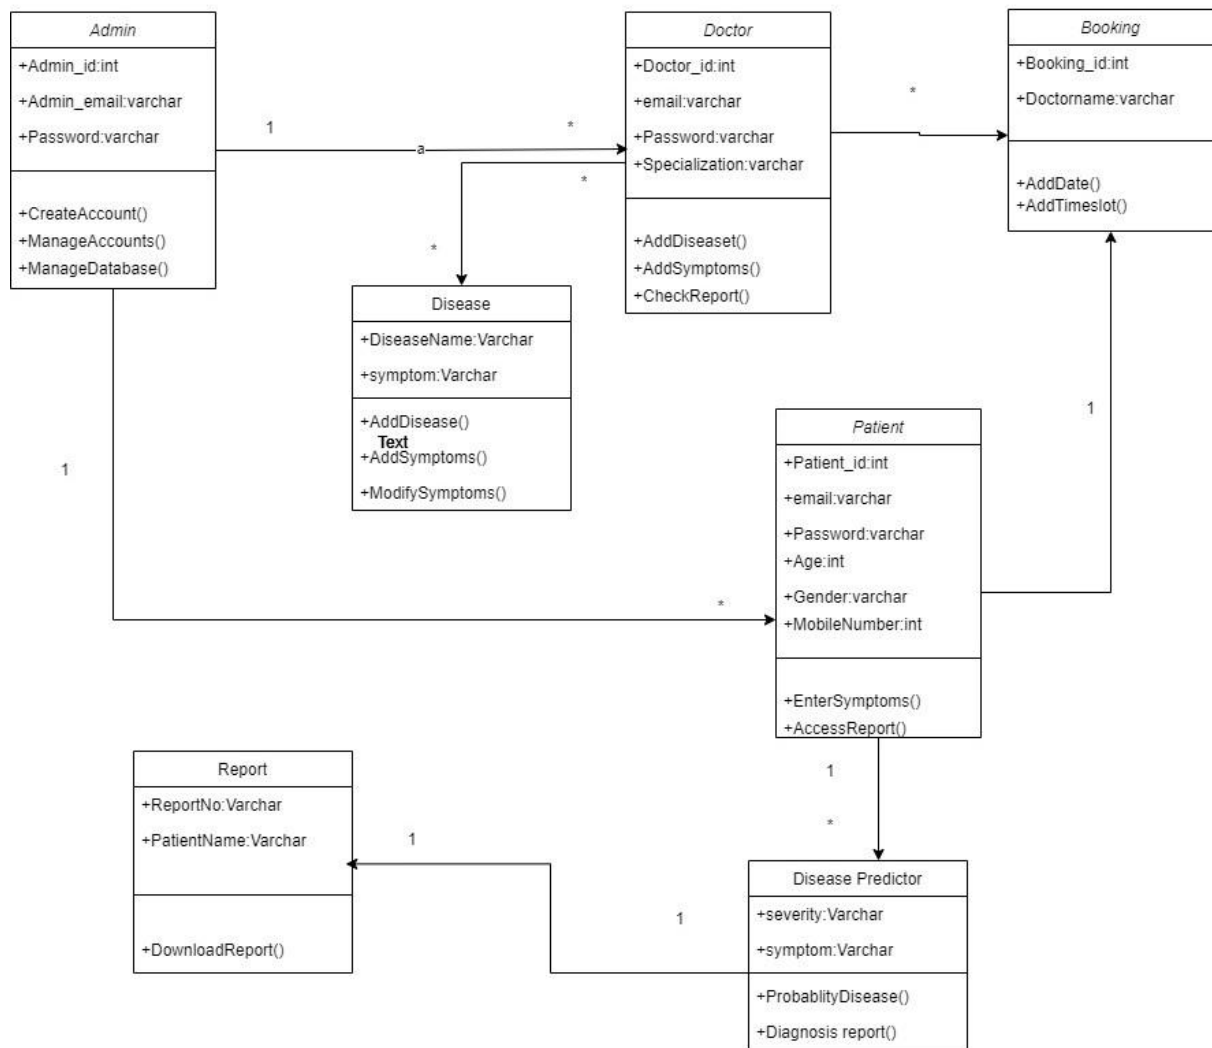 Admin
+Admin_id:int
+Admin_email:varchar
+Password:varchar
+CreateAccount()
+ManageAccounts()
+ManageDatabase()
1
a
*
Doctor
+Doctor_id:int
+email:varchar
+Password:varchar
+Specialization:varchar
+AddDiseaset()
+AddSymptoms()
+CheckReport()
*
Booking
+Booking_id:int
+Doctorname:varchar
+AddDate()
+AddTimeslot()
*
*
Disease
+DiseaseName:Varchar
+symptom:Varchar
+AddDisease()
Text
+AddSymptoms()
+ModifySymptoms()
1
*
1
Patient
+Patient_id:int
+email:varchar
+Password:varchar
+Age:int
+Gender:varchar
+MobileNumber:int
+EnterSymptoms()
+AccessReport()
1
*
Report
+ReportNo:Varchar
+PatientName:Varchar
+DownloadReport()
1
1
Disease Predictor
+severity:Varchar
+symptom:Varchar
+ProbablityDisease()
+Diagnosis report()